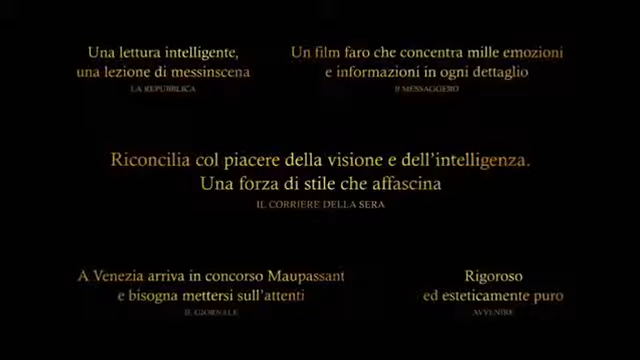 Una lettura intelligente,
una lezione di messinscena
LA REPUBBLICA
Un film faro che concentra mille emozioni
e informazioni in ogni dettaglio
Il MESSAGGERO
Riconcilia col piacere della visione e dell'intelligenza.
Una forza di stile che affascina
IL CORRIERE DELLA SERA
A Venezia arriva in concorso Maupassant
e bisogna mettersi sull'attenti
IL GIORNALE
Rigoroso
ed esteticamente puro
AVVENIRE